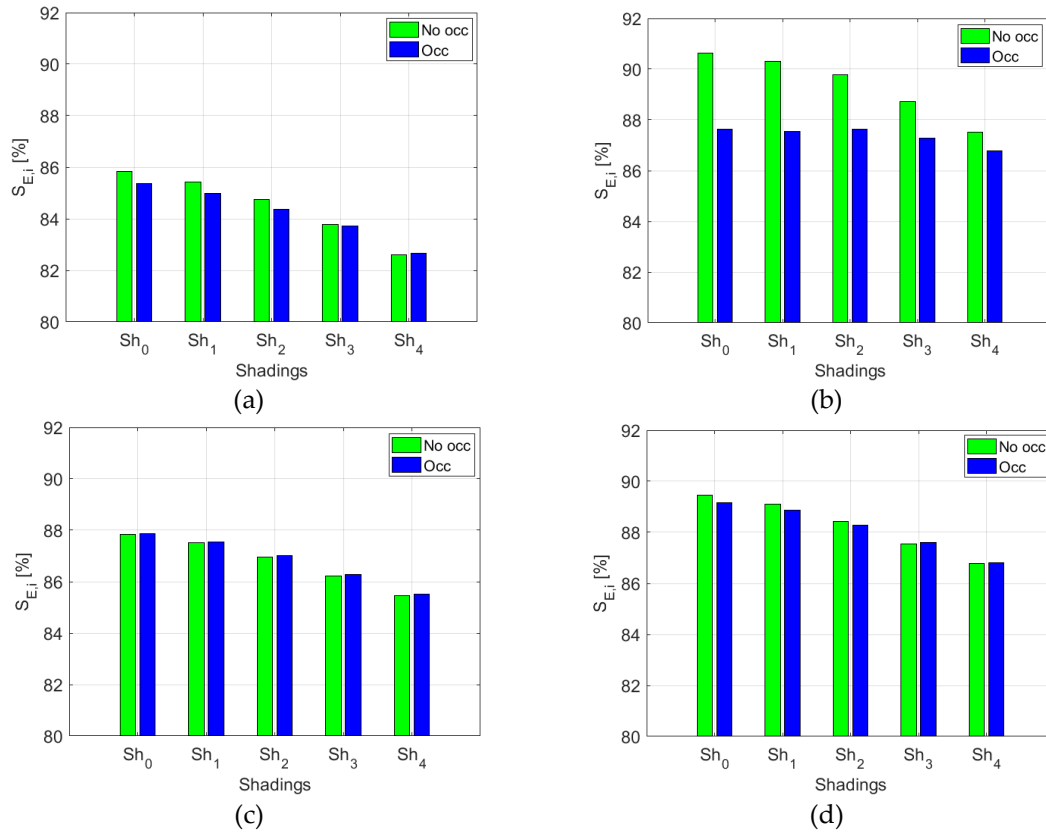 92
90
88
86
84
82
80
S_E,i [%]
No occ
Occ
Sh_0 Sh_1 Sh_2 Sh_3 Sh_4
Shadings
(a)
92
90
88
86
84
82
80
S_E,i [%]
No occ
Occ
Sh_0 Sh_1 Sh_2 Sh_3 Sh_4
Shadings
(b)
92
90
88
86
84
82
80
S_E,i [%]
No occ
Occ
Sh_0 Sh_1 Sh_2 Sh_3 Sh_4
Shadings
(c)
92
90
88
86
84
82
80
S_E,i [%]
No occ
Occ
Sh_0 Sh_1 Sh_2 Sh_3 Sh_4
Shadings
(d)